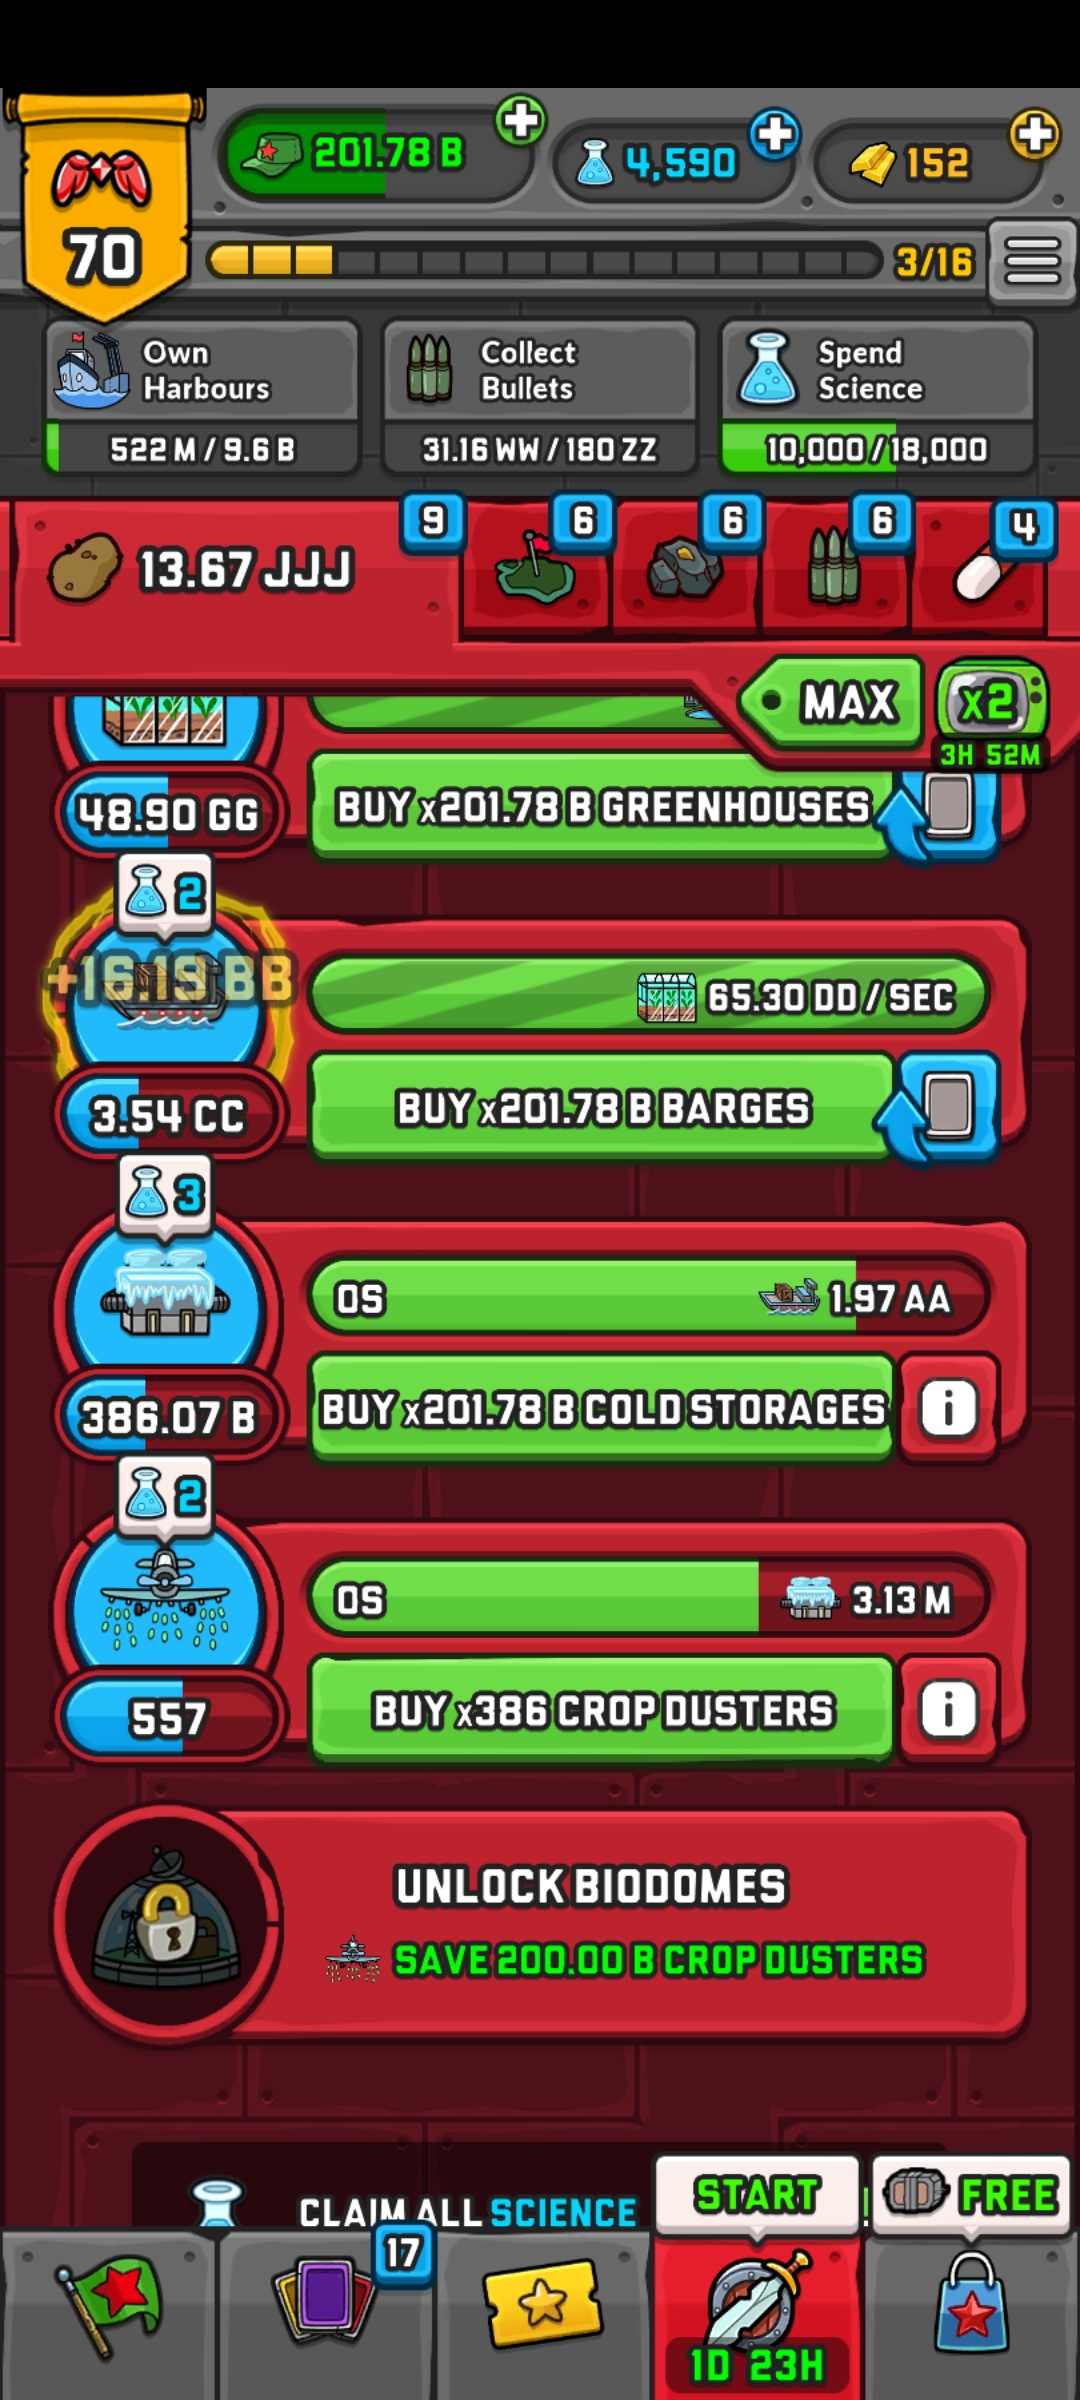 201.78 B
4,590
152
70
3/16
Own
Harbours
522 M / 9.6 B
Collect
Bullets
31.16 WW / 180 ZZ
Spend
Science
10,000 / 18,000
13.67 JJJ
9
6
6
6
4
MAX
x2
3H 52M
48.90 GG
BUY x201.78 B GREENHOUSES
2
+16.19 BB
65.30 DD / SEC
3.54 CC
BUY x201.78 B BARGES
3
0S
1.97 AA
386.07 B
BUY x201.78 B COLD STORAGES
i
2
0S
3.13 M
557
BUY x386 CROP DUSTERS
i
UNLOCK BIODOMES
SAVE 200.00 B CROP DUSTERS
CLAIM ALL SCIENCE
START
FREE
17
1D 23H